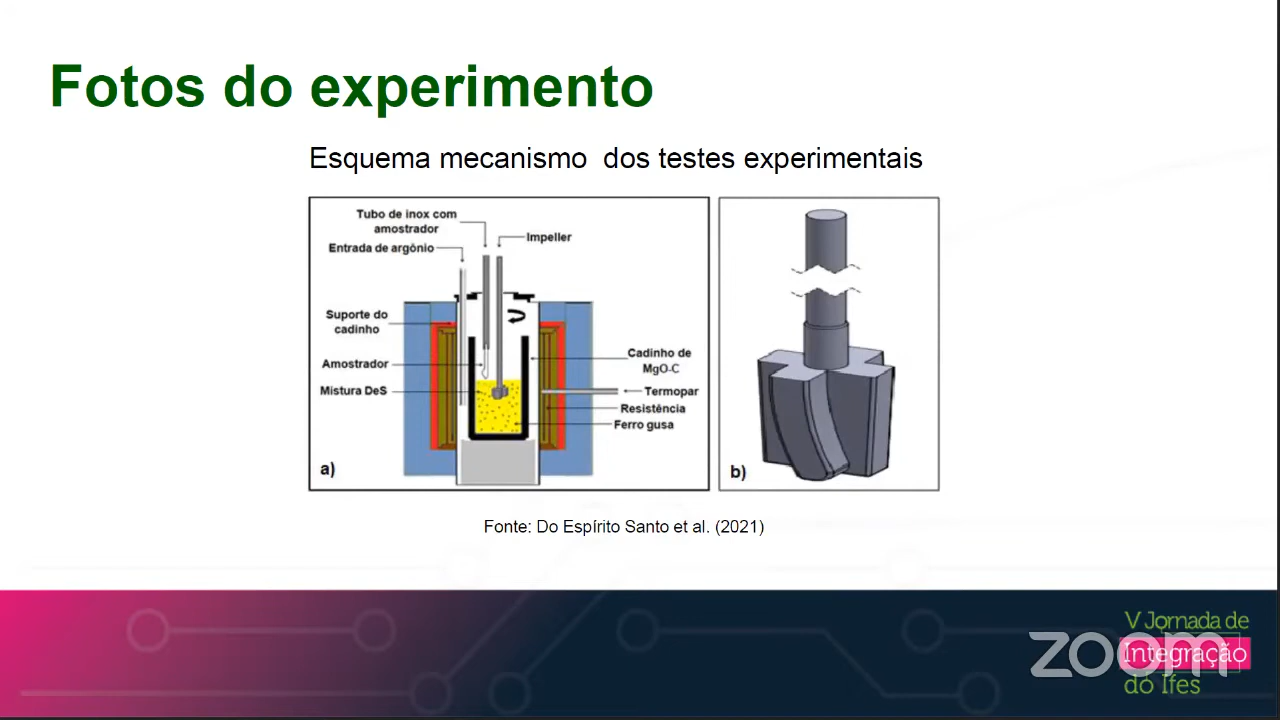 Fotos do experimento
Esquema mecanismo dos testes experimentais
Tubo de inox com
amostrador
Entrada de argônio
Impeller
Suporte do
cadinho
Amostrador
Mistura DeS
Cadinho de
MgO-C
Termopar
Resistência
Ferro gusa
a)
b)
Fonte: Do Espírito Santo et al. (2021)
V Jornada de
Integração
do Ifes
zoom